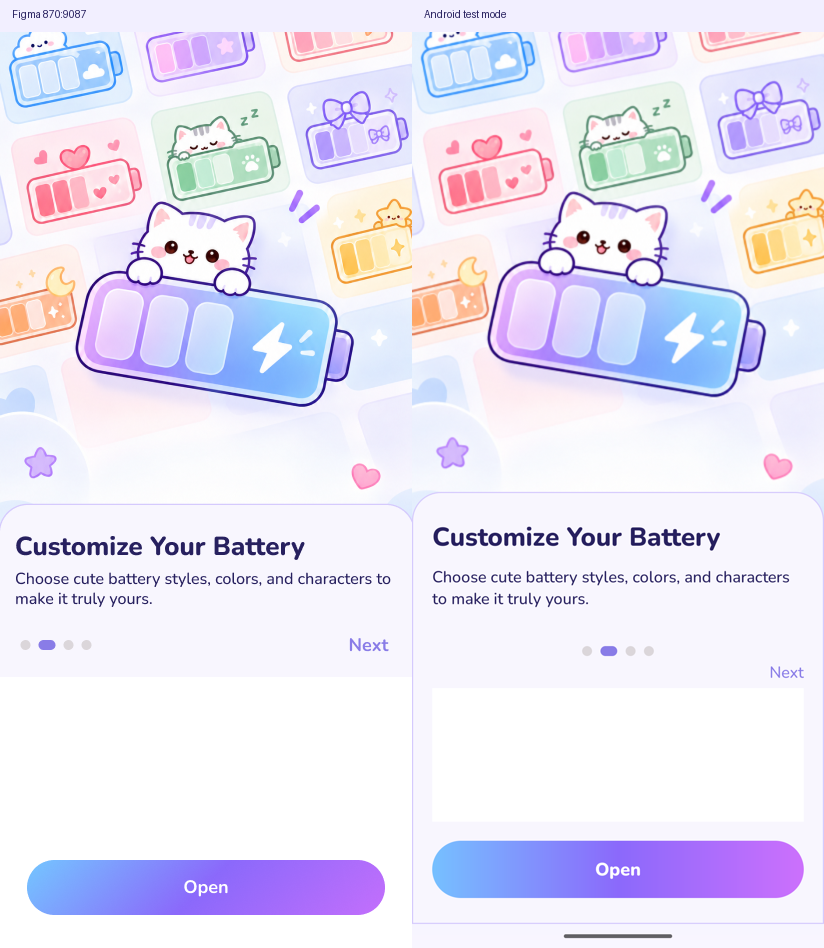 Figma 870:9087
Android test mode
z z
z z
Customize Your Battery
Choose cute battery styles, colors, and characters to
make it truly yours.
Next
Open
Customize Your Battery
Choose cute battery styles, colors, and characters
to make it truly yours.
Next
Open